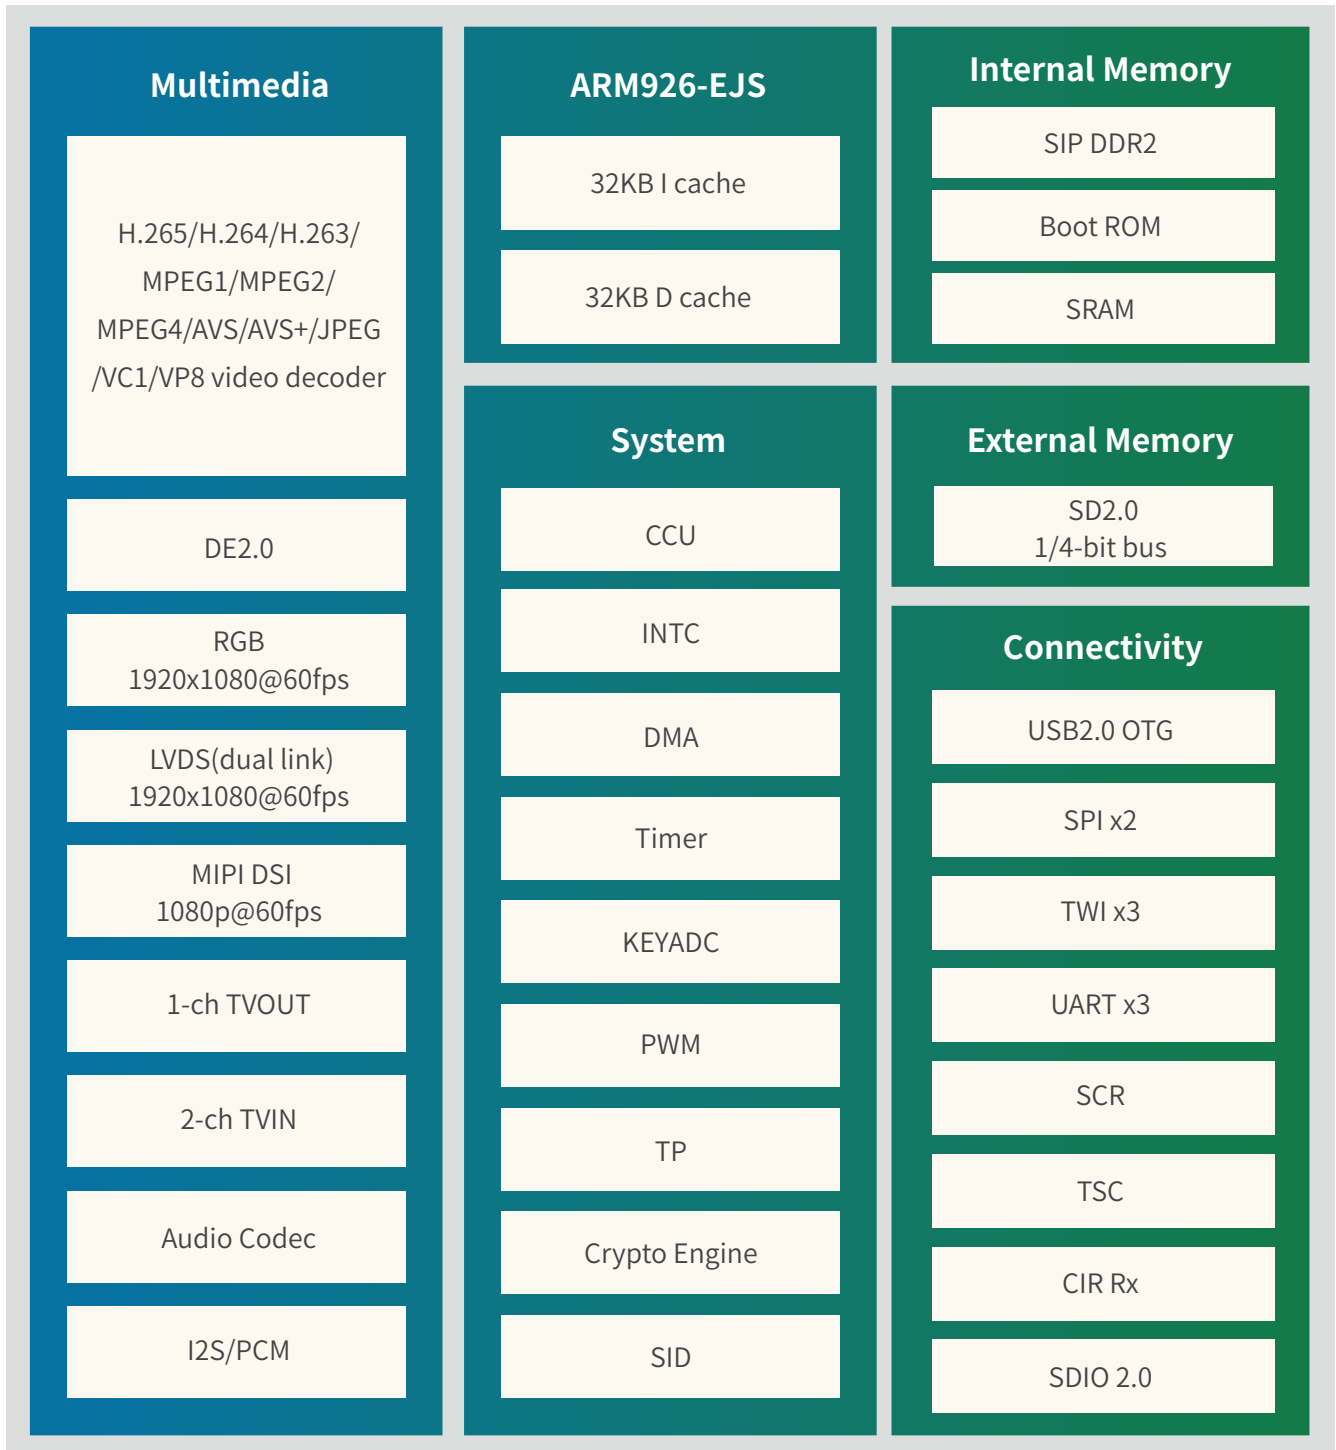 Multimedia
H.265/H.264/H.263/
MPEG1/MPEG2/
MPEG4/AVS/AVS+/JPEG
/VC1/VP8 video decoder
DE2.0
RGB
1920x1080@60fps
LVDS(dual link)
1920x1080@60fps
MIPI DSI
1080p@60fps
1-ch TVOUT
2-ch TVIN
Audio Codec
I2S/PCM
ARM926-EJS
32KB I cache
32KB D cache
System
CCU
INTC
DMA
Timer
KEYADC
PWM
TP
Crypto Engine
SID
Internal Memory
SIP DDR2
Boot ROM
SRAM
External Memory
SD2.0
1/4-bit bus
Connectivity
USB2.0 OTG
SPI x2
TWI x3
UART x3
SCR
TSC
CIR Rx
SDIO 2.0